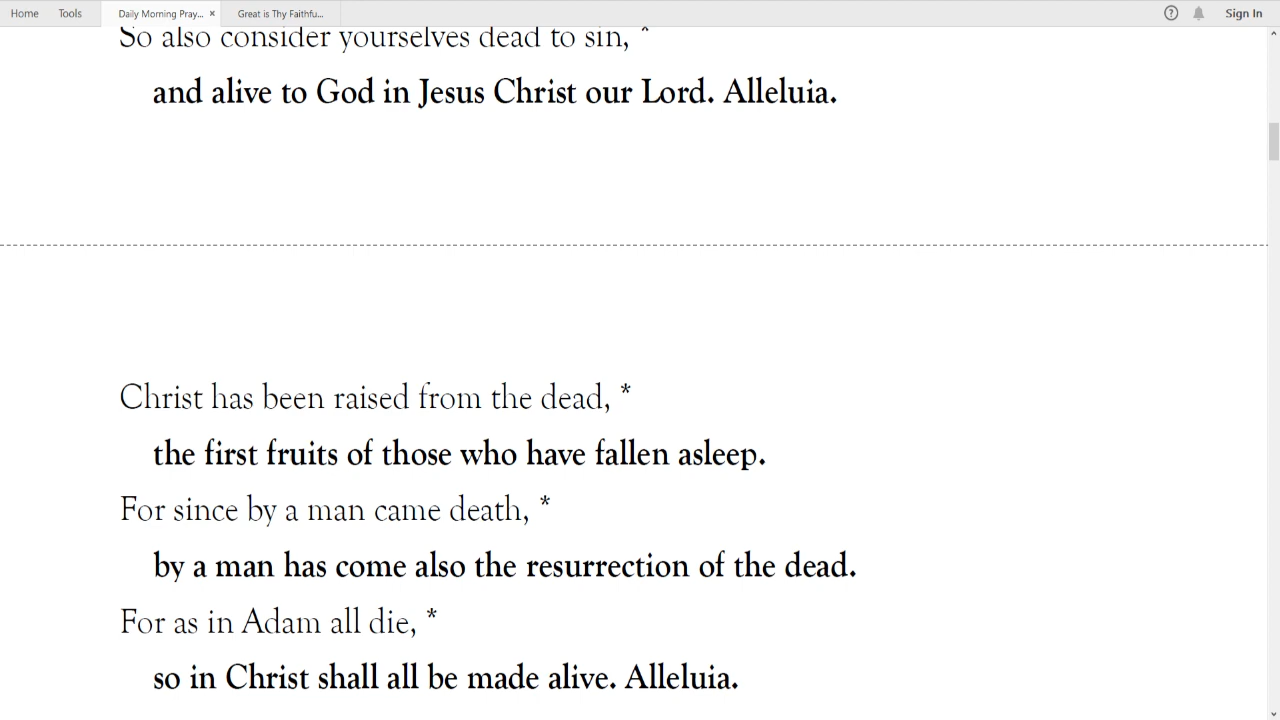 Home Tools Daily Morning Pray... × Great is Thy Faithfu... Sign In
So also consider yourselves dead to sin, *
and alive to God in Jesus Christ our Lord. Alleluia.
Christ has been raised from the dead, *
the first fruits of those who have fallen asleep.
For since by a man came death, *
by a man has come also the resurrection of the dead.
For as in Adam all die, *
so in Christ shall all be made alive. Alleluia.